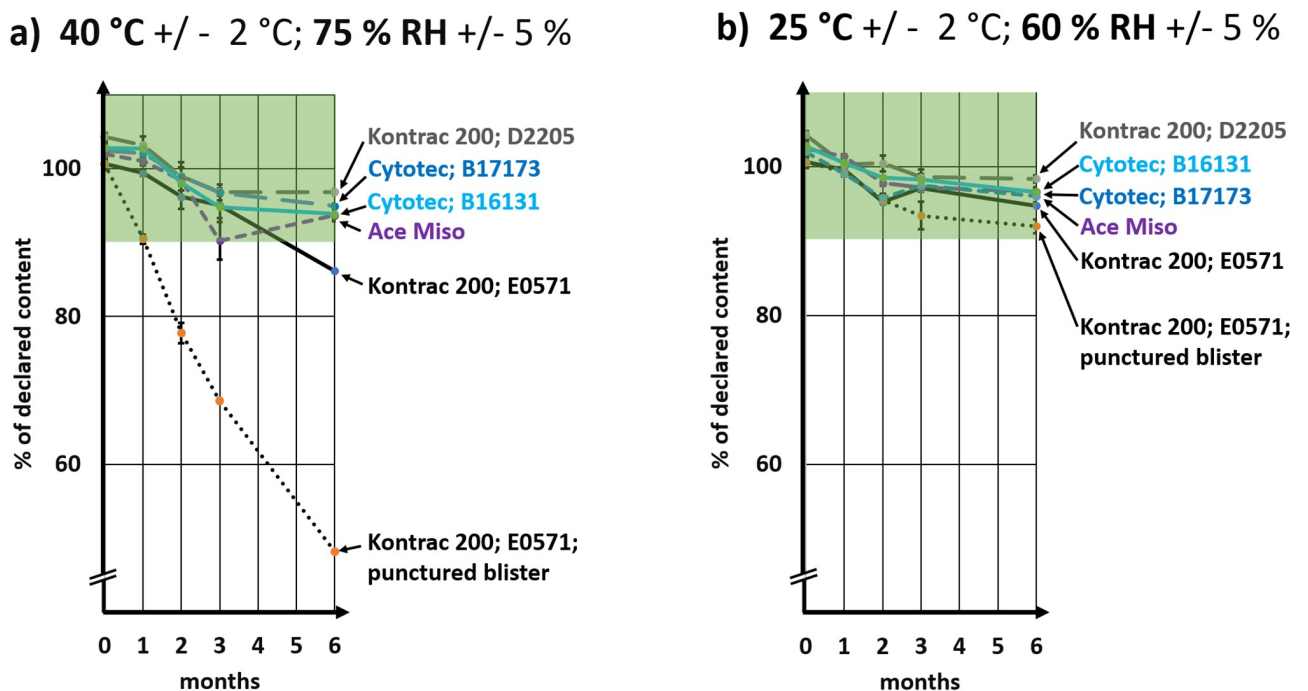 a) 40 °C +/ - 2 °C; 75 % RH +/- 5 %
% of declared content
100
80
60
0 1 2 3 4 5 6
months
Kontrac 200; D2205
Cytotec; B17173
Cytotec; B16131
Ace Miso
Kontrac 200; E0571
Kontrac 200; E0571;
punctured blister
b) 25 °C +/ - 2 °C; 60 % RH +/- 5 %
% of declared content
100
80
60
0 1 2 3 4 5 6
months
Kontrac 200; D2205
Cytotec; B16131
Cytotec; B17173
Ace Miso
Kontrac 200; E0571
Kontrac 200; E0571;
punctured blister